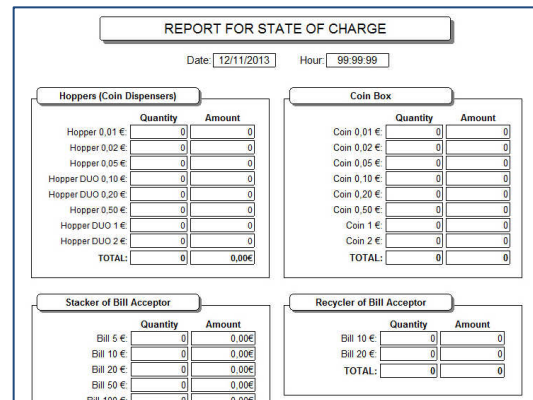 REPORT FOR STATE OF CHARGE
Date: 12/11/2013 Hour: 99:99:99
Hoppers (Coin Dispensers)
Quantity Amount
Hopper 0,01 €: 0 0
Hopper 0,02 €: 0 0
Hopper 0,05 €: 0 0
Hopper DUO 0,10 €: 0 0
Hopper DUO 0,20 €: 0 0
Hopper 0,50 €: 0 0
Hopper DUO 1 €: 0 0
Hopper DUO 2 €: 0 0
TOTAL: 0 0,00€
Coin Box
Quantity Amount
Coin 0,01 €: 0 0
Coin 0,02 €: 0 0
Coin 0,05 €: 0 0
Coin 0,10 €: 0 0
Coin 0,20 €: 0 0
Coin 0,50 €: 0 0
Coin 1 €: 0 0
Coin 2 €: 0 0
TOTAL: 0 0
Stacker of Bill Acceptor
Quantity Amount
Bill 5 €: 0 0,00€
Bill 10 €: 0 0,00€
Bill 20 €: 0 0,00€
Bill 50 €: 0 0,00€
Bill 100 €: 0 0,00€
Recycler of Bill Acceptor
Quantity Amount
Bill 10 €: 0 0
Bill 20 €: 0 0
TOTAL: 0 0